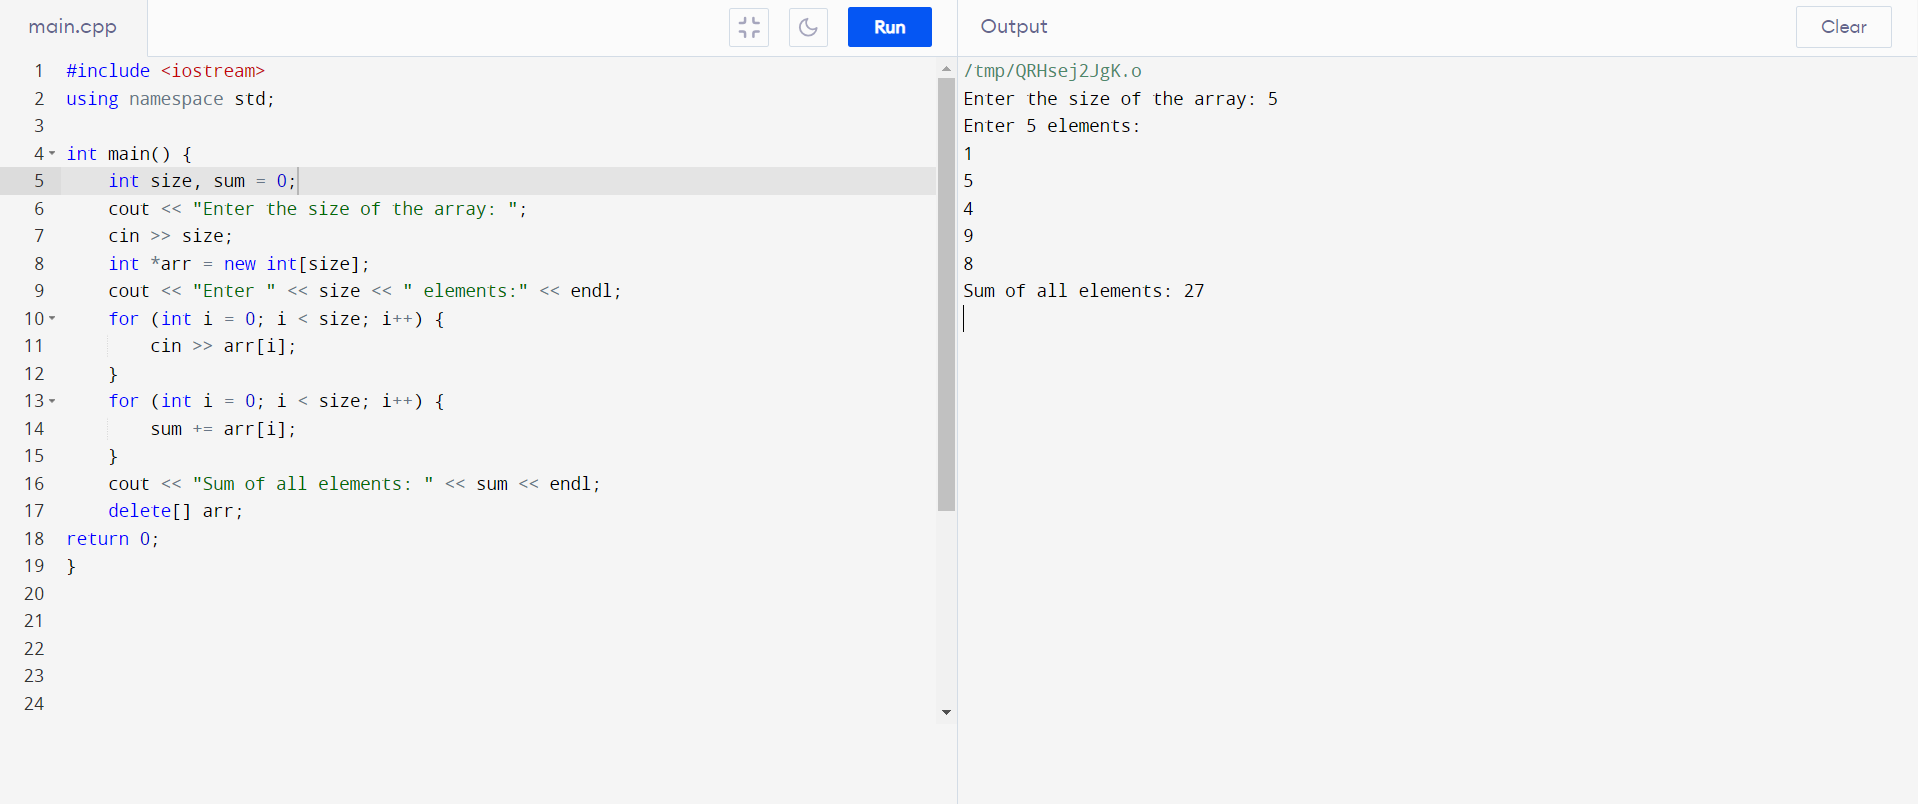 main.cpp
Run
1 #include <iostream>
2 using namespace std;
3
4 int main() {
5     int size, sum = 0;
6     cout << "Enter the size of the array: ";
7     cin >> size;
8     int *arr = new int[size];
9     cout << "Enter " << size << " elements:" << endl;
10     for (int i = 0; i < size; i++) {
11         cin >> arr[i];
12     }
13     for (int i = 0; i < size; i++) {
14         sum += arr[i];
15     }
16     cout << "Sum of all elements: " << sum << endl;
17     delete[] arr;
18 return 0;
19 }
20
21
22
23
24
Output
Clear
/tmp/QRHsej2JgK.o
Enter the size of the array: 5
Enter 5 elements:
1
5
4
9
8
Sum of all elements: 27